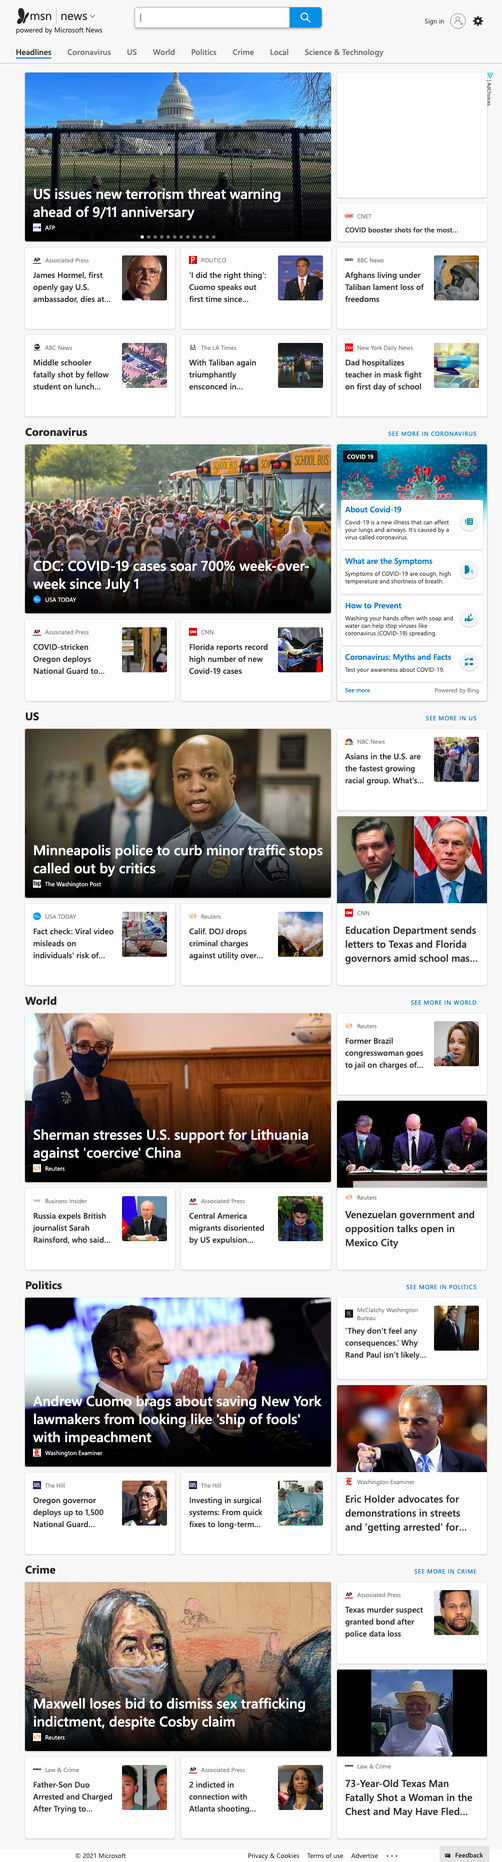 msn | news
powered by Microsoft News
Sign in
Headlines Coronavirus US World Politics Crime Local Science & Technology
US issues new terrorism threat warning
ahead of 9/11 anniversary
AFP
AdChoices
CNET
COVID booster shots for the most...
Associated Press
James Hormel, first
openly gay U.S.
ambassador, dies at...
POLITICO
'I did the right thing':
Cuomo speaks out
first time since...
BBC News
Afghans living under
Taliban lament loss of
freedoms
ABC News
Middle schooler
fatally shot by fellow
student on lunch...
The LA Times
With Taliban again
triumphantly
ensconced in...
New York Daily News
Dad hospitalizes
teacher in mask fight
on first day of school
Coronavirus
SEE MORE IN CORONAVIRUS
SCHOOL BUS
SCHOOL BUS
CDC: COVID-19 cases soar 700% week-over-
week since July 1
USA TODAY
COVID 19
About Covid-19
Covid-19 is a new illness that can affect
your lungs and airways. It's caused by a
virus called coronavirus.
What are the Symptoms
Symptoms of COVID-19 are cough, high
temperature and shortness of breath.
How to Prevent
Washing your hands often with soap and
water can help stop viruses like
coronavirus (COVID-19) spreading.
Coronavirus: Myths and Facts
Test your awareness about COVID-19.
See more
Powered by Bing
Associated Press
COVID-stricken
Oregon deploys
National Guard to...
CNN
Florida reports record
high number of new
Covid-19 cases
US
SEE MORE IN US
Minneapolis police to curb minor traffic stops
called out by critics
The Washington Post
NBC News
Asians in the U.S. are
the fastest growing
racial group. What's...
CNN
Education Department sends
letters to Texas and Florida
governors amid school mas...
USA TODAY
Fact check: Viral video
misleads on
individuals' risk of...
Reuters
Calif. DOJ drops
criminal charges
against utility over...
World
SEE MORE IN WORLD
Sherman stresses U.S. support for Lithuania
against 'coercive' China
Reuters
Reuters
Former Brazil
congresswoman goes
to jail on charges of...
Reuters
Venezuelan government and
opposition talks open in
Mexico City
Business Insider
Russia expels British
journalist Sarah
Rainsford, who said...
Associated Press
Central America
migrants disoriented
by US expulsion...
Politics
SEE MORE IN POLITICS
Andrew Cuomo brags about saving New York
lawmakers from looking like 'ship of fools'
with impeachment
Washington Examiner
McClatchy Washington
Bureau
'They don't feel any
consequences.' Why
Rand Paul isn't likely...
Washington Examiner
Eric Holder advocates for
demonstrations in streets
and 'getting arrested' for...
The Hill
Oregon governor
deploys up to 1,500
National Guard...
The Hill
Investing in surgical
systems: From quick
fixes to long-term...
Crime
SEE MORE IN CRIME
Maxwell loses bid to dismiss sex trafficking
indictment, despite Cosby claim
Reuters
Associated Press
Texas murder suspect
granted bond after
police data loss
Law & Crime
73-Year-Old Texas Man
Fatally Shot a Woman in the
Chest and May Have Fled...
Law & Crime
Father-Son Duo
Arrested and Charged
After Trying to...
Associated Press
2 indicted in
connection with
Atlanta shooting...
© 2021 Microsoft
Privacy & Cookies Terms of use Advertise ...
Feedback